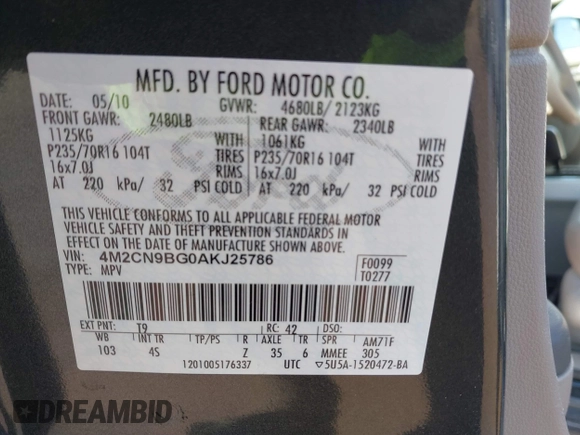 MFD. BY FORD MOTOR CO.
DATE: 05/10 GVWR: 4680LB/ 2123KG
FRONT GAWR: 2480LB REAR GAWR: 2340LB
1125KG WITH 1061KG WITH
P235/70R16 104T TIRES P235/70R16 104T TIRES
16x7.0J RIMS 16x7.0J RIMS
AT 220 kPa/ 32 PSI COLD AT 220 kPa/ 32 PSI COLD
THIS VEHICLE CONFORMS TO ALL APPLICABLE FEDERAL MOTOR
VEHICLE SAFETY AND THEFT PREVENTION STANDARDS IN
EFFECT ON THE DATE OF MANUFACTURE SHOWN ABOVE.
VIN: 4M2CN9BG0AKJ25786 F0099
TYPE: MPV T0277
EXT PNT: T9 RC: 42 DSO:
WB INT TR TP/PS R AXLE TR SPR AM71F
103 4S Z 35 6 MMEE 305
1201005176337 UTC ▽5U5A-1520472-BA
DREAMBID